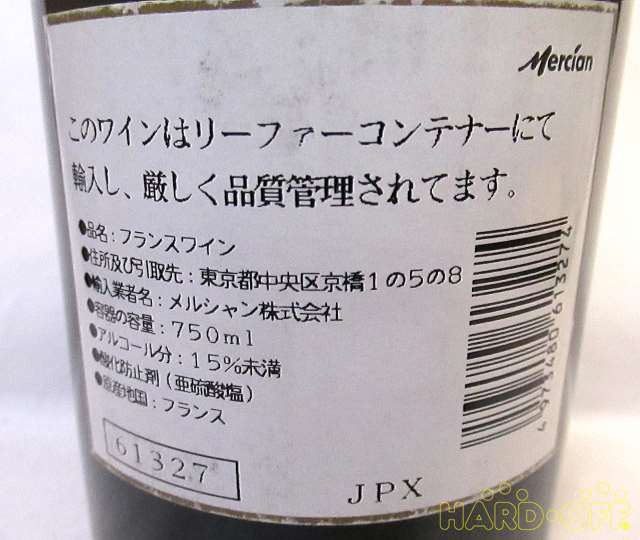 Mercian
このワインはリーファーコンテナーにて
輸入し、厳しく品質管理されてます。
●品名：フランスワイン
●住所及び引取先：東京都中央区京橋1の5の8
●輸入業者名：メルシャン株式会社
●容器の容量：750ml
●アルコール分：15%未満
●酸化防止剤（亜硫酸塩）
●原産地国：フランス
61327
JPX
4973480613274
HARD-OFF